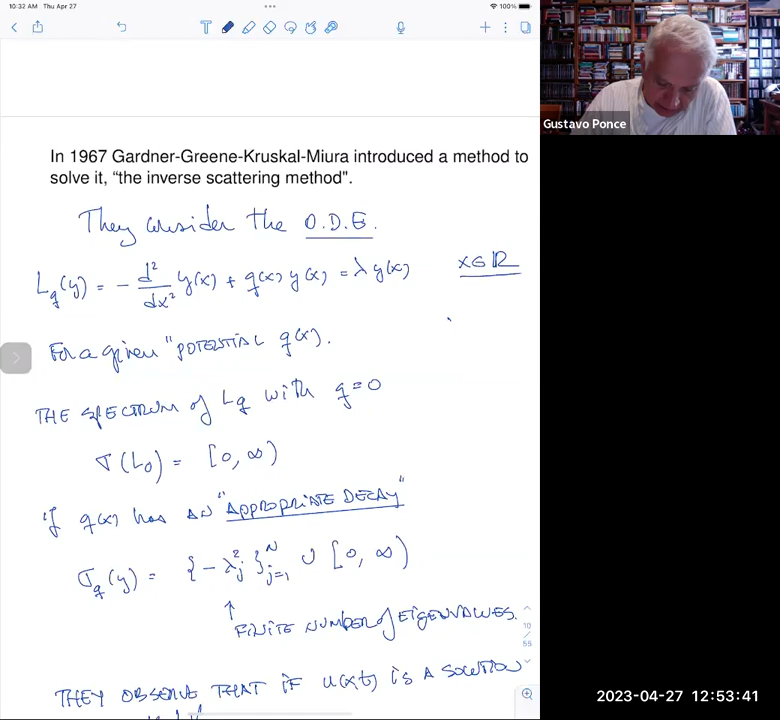 10:32 AM Thu Apr 27
100%
Gustavo Ponce
In 1967 Gardner-Greene-Kruskal-Miura introduced a method to
solve it, "the inverse scattering method".
They consider the O.D.E.
L_q(y) = - d²/dx² y(x) + q(x) y(x) = λ y(x) x∈ℝ
For a given "POTENTIAL q(x).
THE SPECTRUM of L_q with q=0
σ(L_0) = [0, ∞)
if q(x) has AN "APPROPRIATE DECAY"
σ_q(y) = {-λ_j²}_{j=1}^N ∪ [0, ∞)
↑ FINITE NUMBER of EIGENVALUES.
10/55
THEY OBSERVE THAT IF u(x,t) is A SOLUTION
2023-04-27 12:53:41